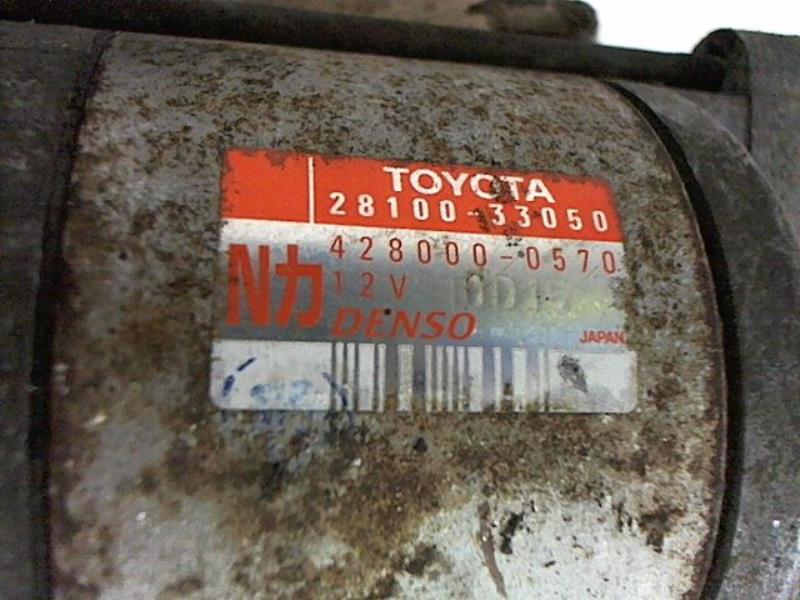 TOYOTA
28100-33050
428000-0570
Nカ
12V
DENSO
JAPAN